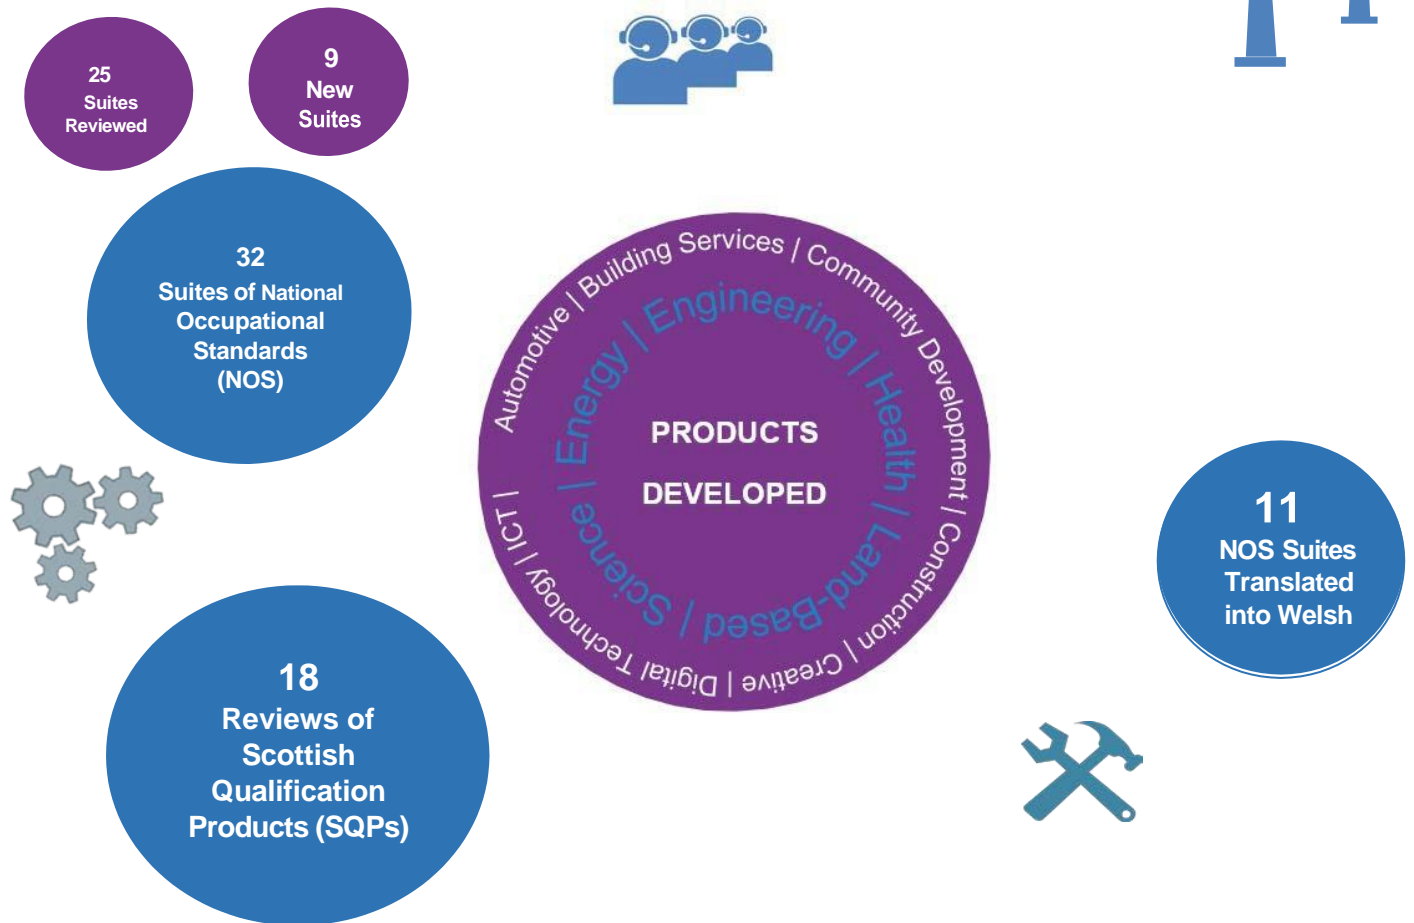 25
Suites
Reviewed
9
New
Suites
32
Suites of National
Occupational
Standards
(NOS)
Automotive | Building Services | Community Development | Construction | Creative | Digital Technology | ICT |
Energy | Engineering | Health | Land-Based | Science |
PRODUCTS
DEVELOPED
11
NOS Suites
Translated
into Welsh
18
Reviews of
Scottish
Qualification
Products (SQPs)